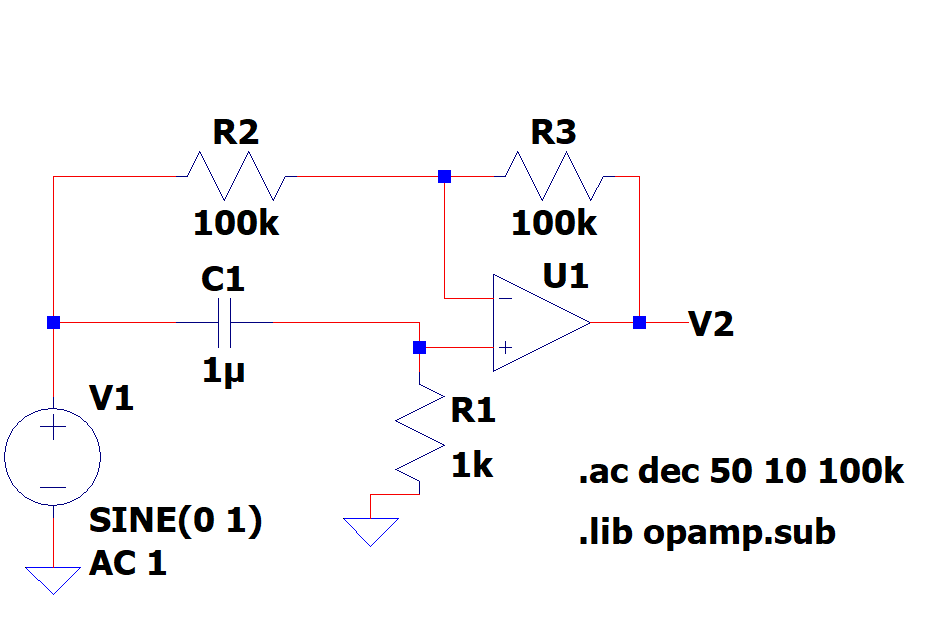 R2
R3
100k
100k
C1
U1
V2
1µ
V1
R1
1k
.ac dec 50 10 100k
SINE(0 1)
.lib opamp.sub
AC 1